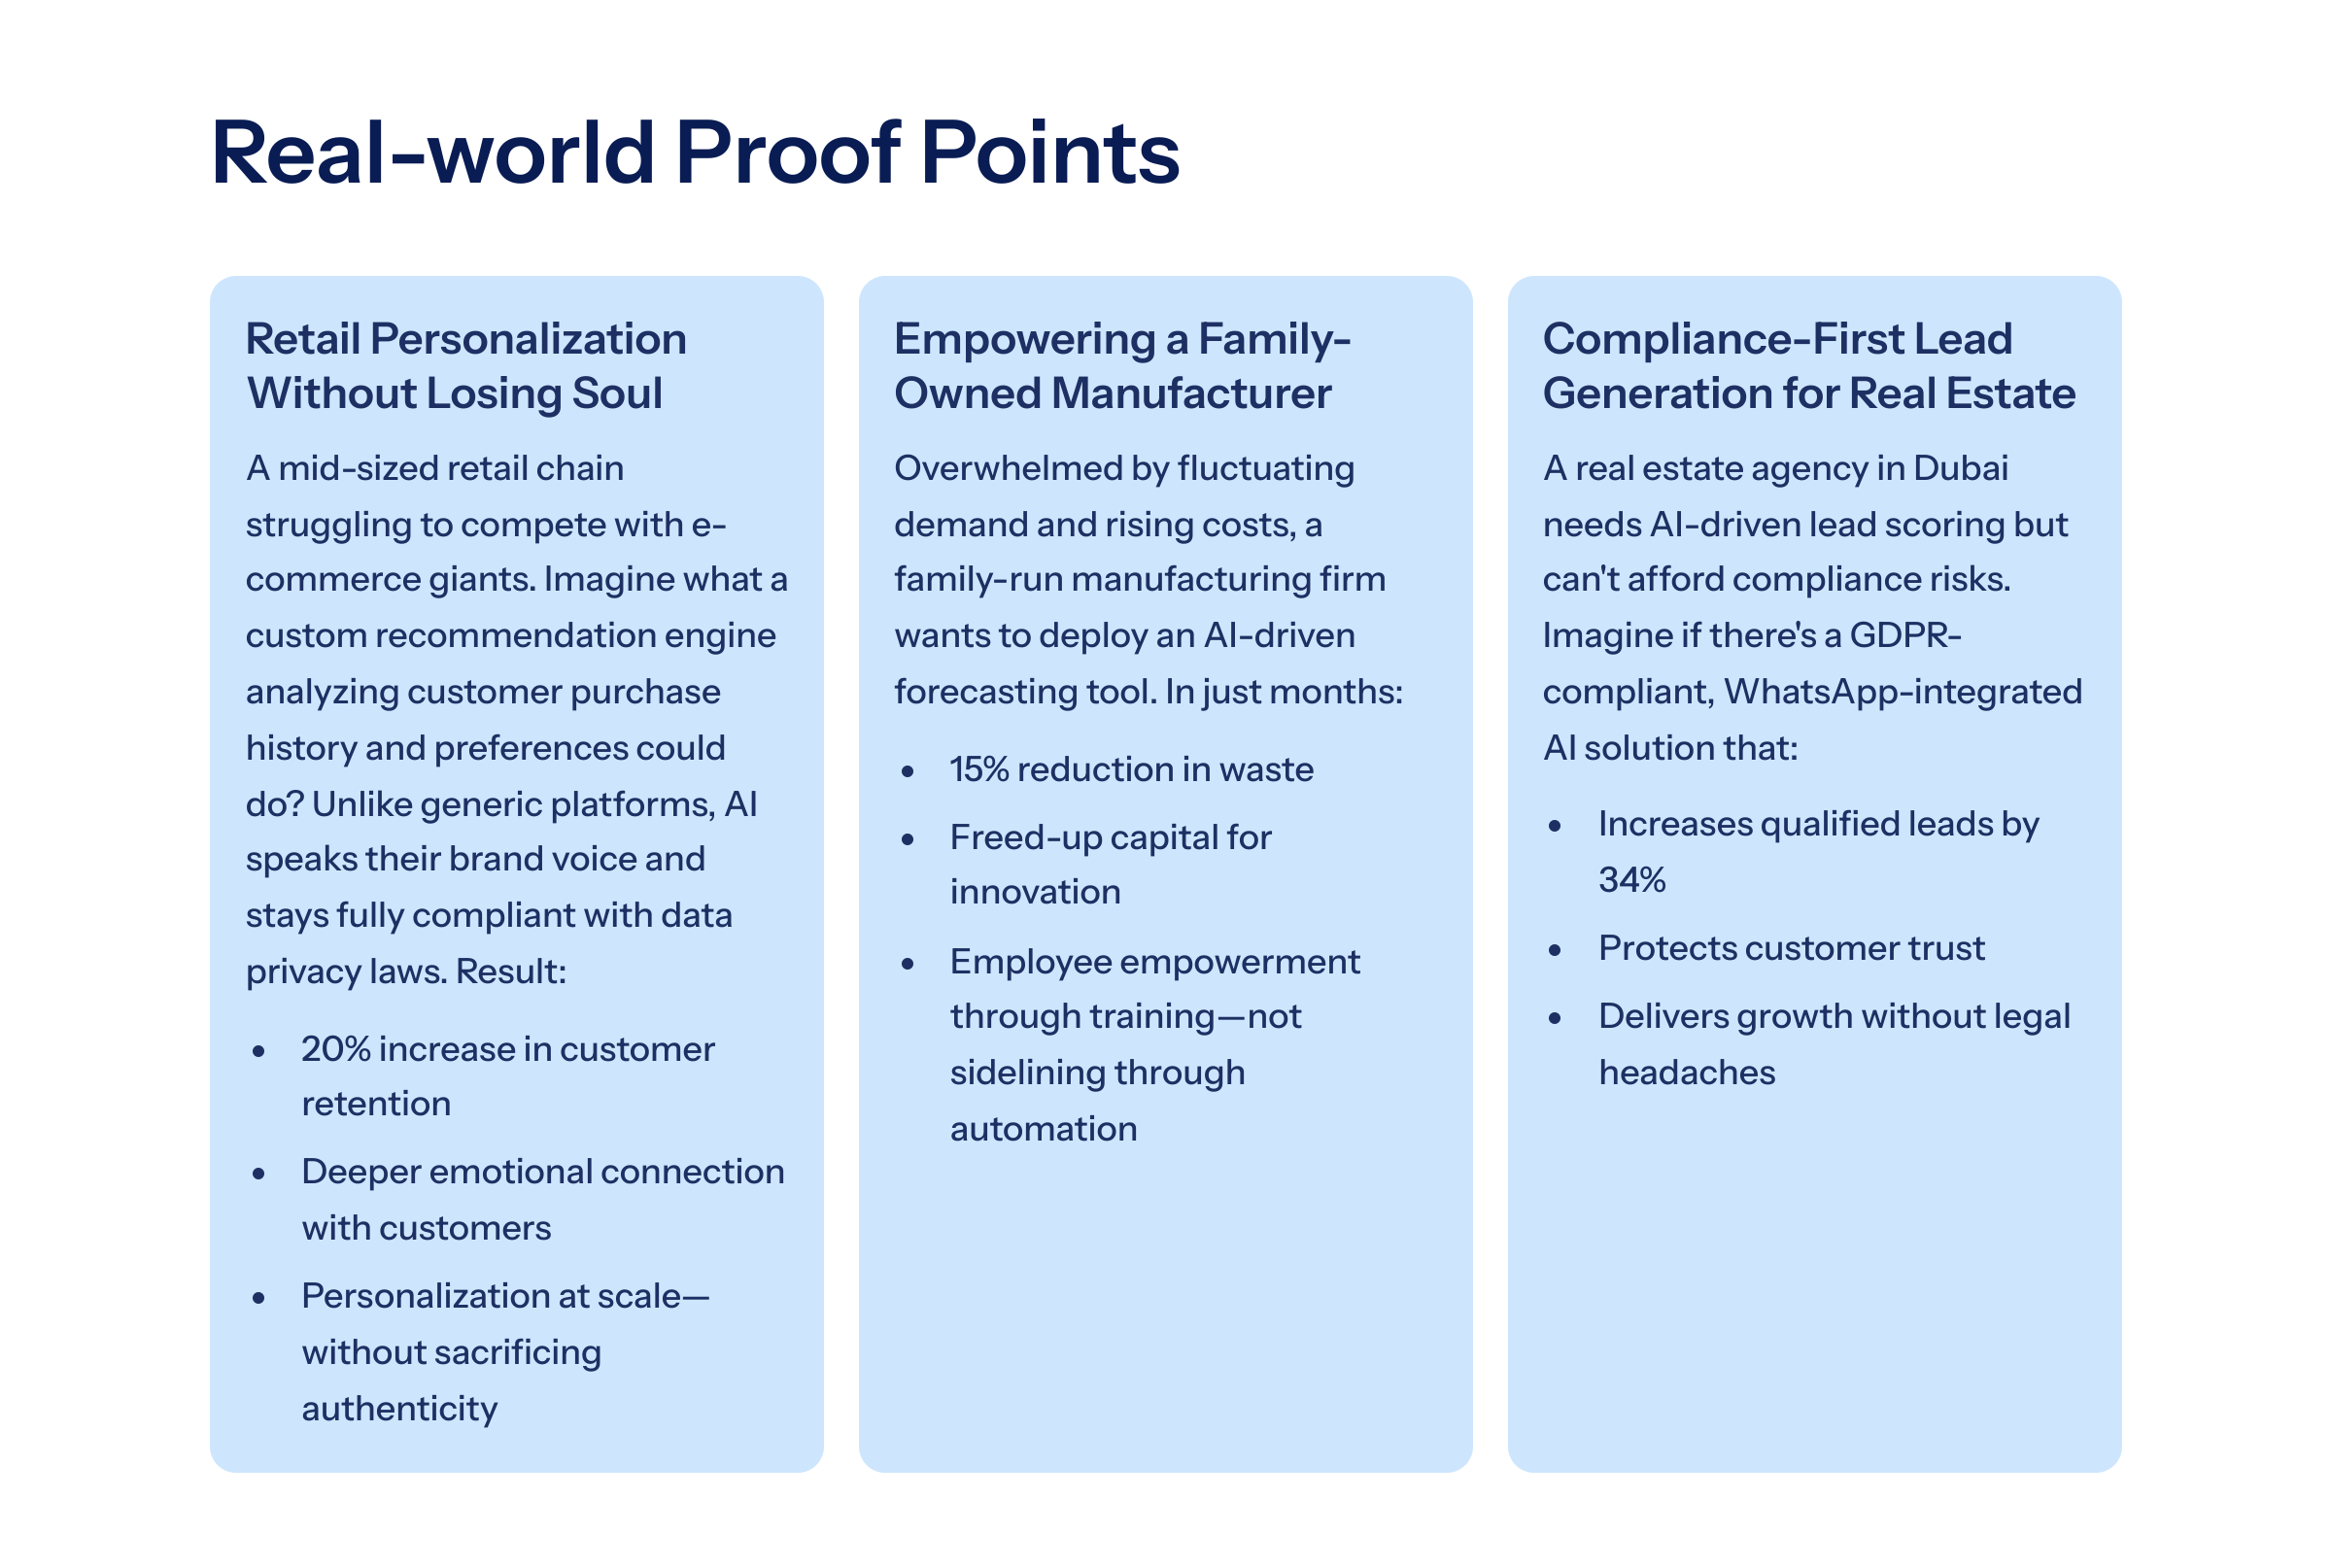 Real-world Proof Points
Retail Personalization
Without Losing Soul
A mid-sized retail chain
struggling to compete with e-
commerce giants. Imagine what a
custom recommendation engine
analyzing customer purchase
history and preferences could
do? Unlike generic platforms, AI
speaks their brand voice and
stays fully compliant with data
privacy laws. Result:
• 20% increase in customer
retention
• Deeper emotional connection
with customers
• Personalization at scale—
without sacrificing
authenticity
Empowering a Family-
Owned Manufacturer
Overwhelmed by fluctuating
demand and rising costs, a
family-run manufacturing firm
wants to deploy an AI-driven
forecasting tool. In just months:
• 15% reduction in waste
• Freed-up capital for
innovation
• Employee empowerment
through training—not
sidelining through
automation
Compliance-First Lead
Generation for Real Estate
A real estate agency in Dubai
needs AI-driven lead scoring but
can't afford compliance risks.
Imagine if there's a GDPR-
compliant, WhatsApp-integrated
AI solution that:
• Increases qualified leads by
34%
• Protects customer trust
• Delivers growth without legal
headaches